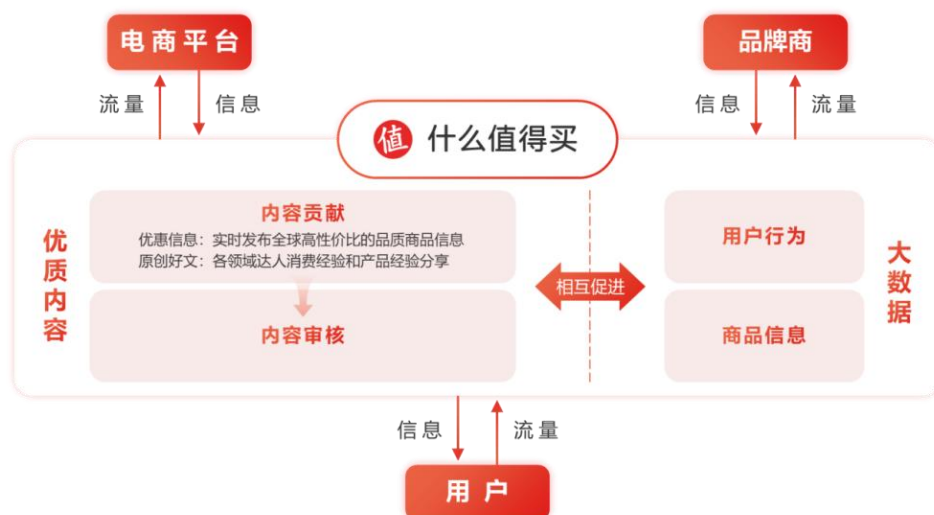 电商平台
品牌商
流量
信息
信息
流量
值 什么值得买
优质内容
内容贡献
优惠信息：实时发布全球高性价比的品质商品信息
原创好文：各领域达人消费经验和产品经验分享
内容审核
相互促进
用户行为
商品信息
大数据
信息
流量
用户